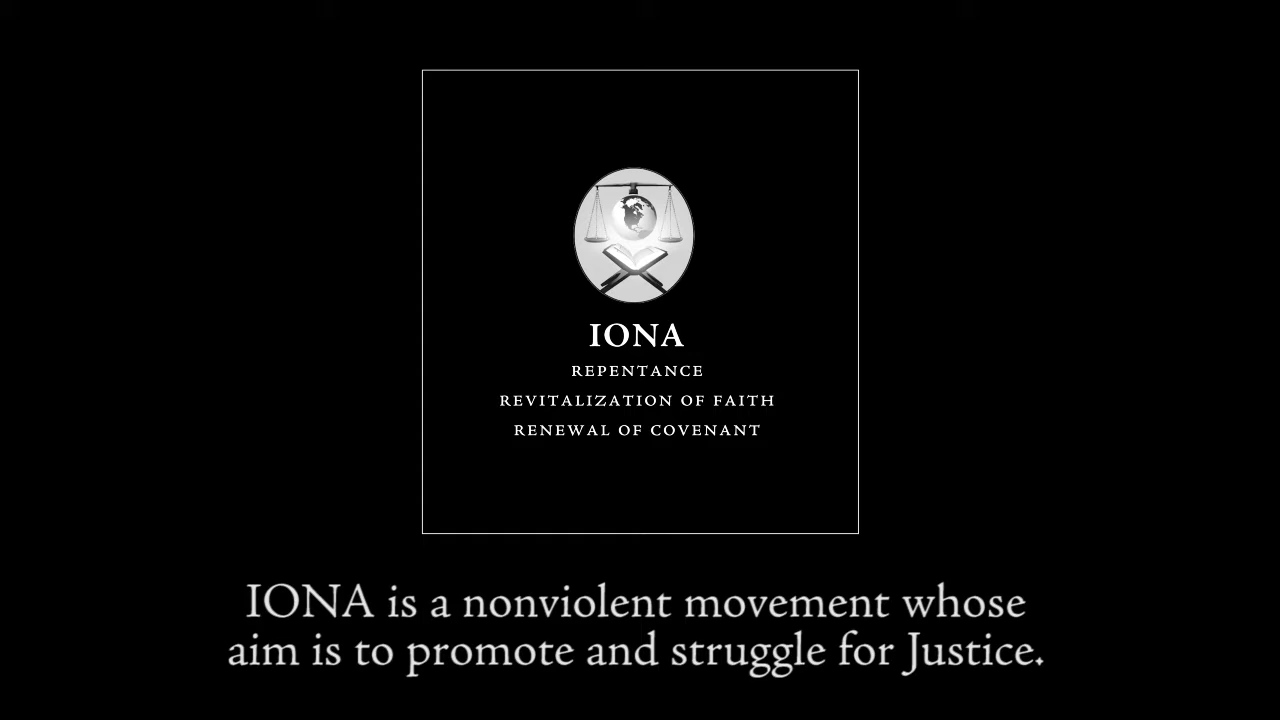 IONA
REPENTANCE
REVITALIZATION OF FAITH
RENEWAL OF COVENANT
IONA is a nonviolent movement whose
aim is to promote and struggle for Justice.